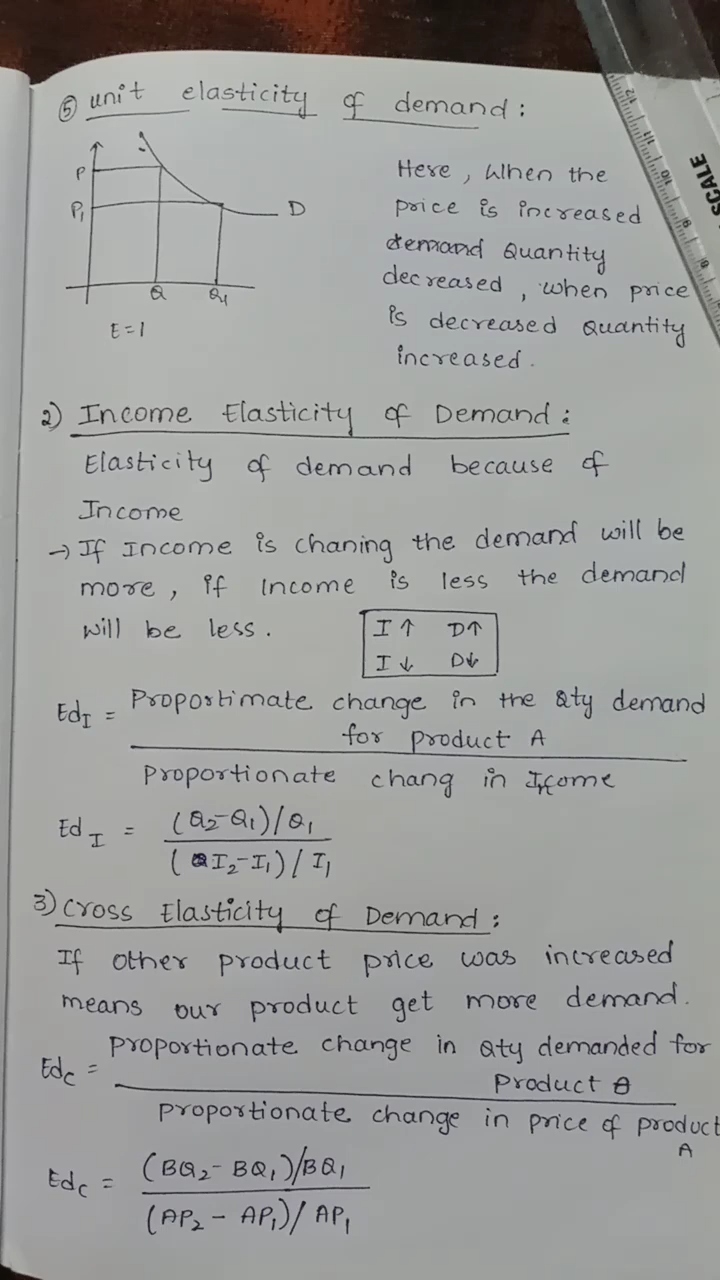 ⑤ unit elasticity of demand :
P
P1
D
Q Q1
E = 1
Here, When the
price is increased
demand Quantity
decreased, when price
is decreased Quantity
increased.
2) Income Elasticity of Demand :
Elasticity of demand because of
Income
→ If Income is chaning the demand will be
more, if income is less the demand
will be less.
I ↑ D↑
I ↓ D↓
EdI = Proportimate change in the Qty demand
for product A
Proportionate chang in Income
EdI = (Q2-Q1)/Q1
(I2-I1)/I1
3) Cross Elasticity of Demand :
If other product price was increased
means our product get more demand.
Edc = Proportionate change in Qty demanded for
Product B
Proportionate change in price of product
A
Edc = (BQ2 - BQ1)/BQ1
(AP2 - AP1)/AP1
SCALE
12 11 10 9 8